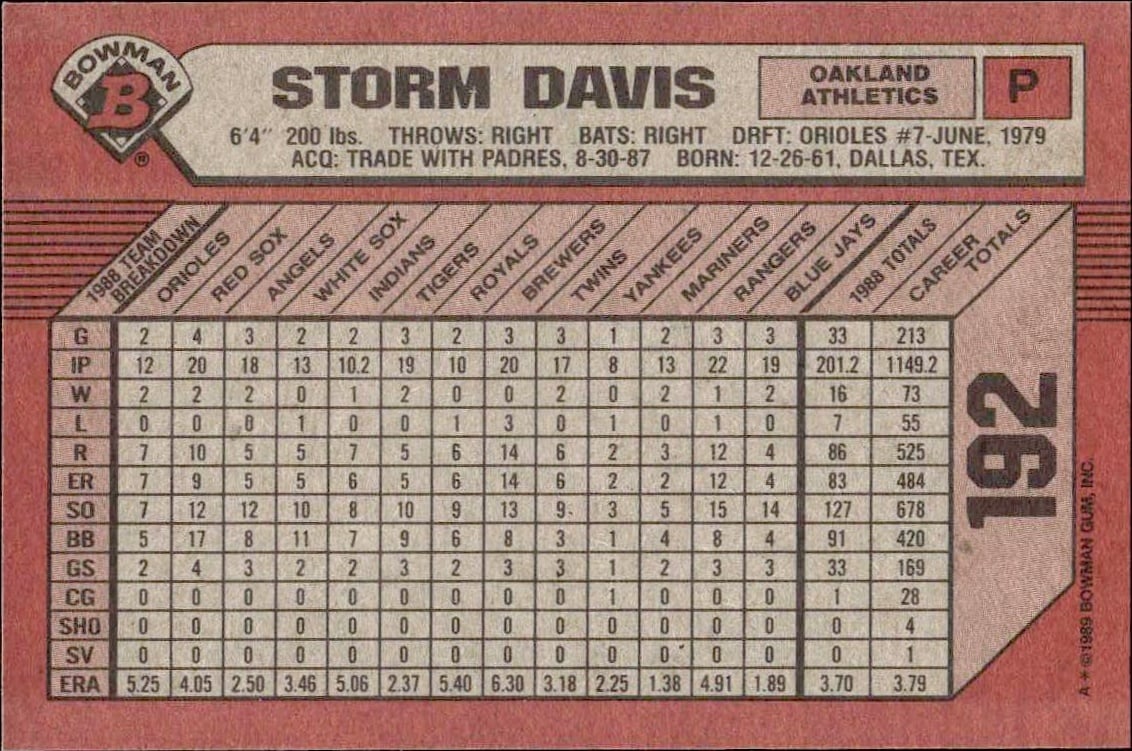 BOWMAN
B
®
STORM DAVIS
OAKLAND
ATHLETICS
P
6'4" 200 lbs. THROWS: RIGHT BATS: RIGHT DRFT: ORIOLES #7-JUNE, 1979
ACQ: TRADE WITH PADRES, 8-30-87 BORN: 12-26-61, DALLAS, TEX.
1988 TEAM BREAKDOWN ORIOLES RED SOX ANGELS WHITE SOX INDIANS TIGERS ROYALS BREWERS TWINS YANKEES MARINERS RANGERS BLUE JAYS 1988 TOTALS CAREER TOTALS
G 2 4 3 2 2 3 2 3 3 1 2 3 3 33 213
IP 12 20 18 13 10.2 19 10 20 17 8 13 22 19 201.2 1149.2
W 2 2 2 0 1 2 0 0 2 0 2 1 2 16 73
L 0 0 0 1 0 0 1 3 0 1 0 1 0 7 55
R 7 10 5 5 7 5 6 14 6 2 3 12 4 86 525
ER 7 9 5 5 6 5 6 14 6 2 2 12 4 83 484
SO 7 12 12 10 8 10 9 13 9 3 5 15 14 127 678
BB 5 17 8 11 7 9 6 8 3 1 4 8 4 91 420
GS 2 4 3 2 2 3 2 3 3 1 2 3 3 33 169
CG 0 0 0 0 0 0 0 0 0 1 0 0 0 1 28
SHO 0 0 0 0 0 0 0 0 0 0 0 0 0 0 4
SV 0 0 0 0 0 0 0 0 0 0 0 0 0 0 1
ERA 5.25 4.05 2.50 3.46 5.06 2.37 5.40 6.30 3.18 2.25 1.38 4.91 1.89 3.70 3.79
192
A * ©1989 BOWMAN GUM, INC.